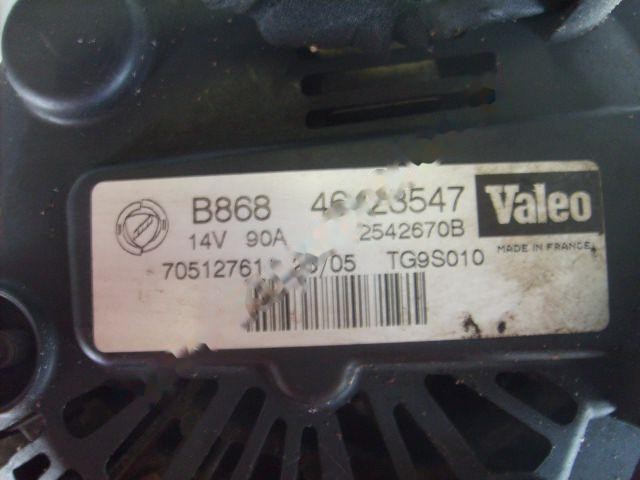 B868
Valeo
14V 90A 2542670B
MADE IN FRANCE
TG9S010